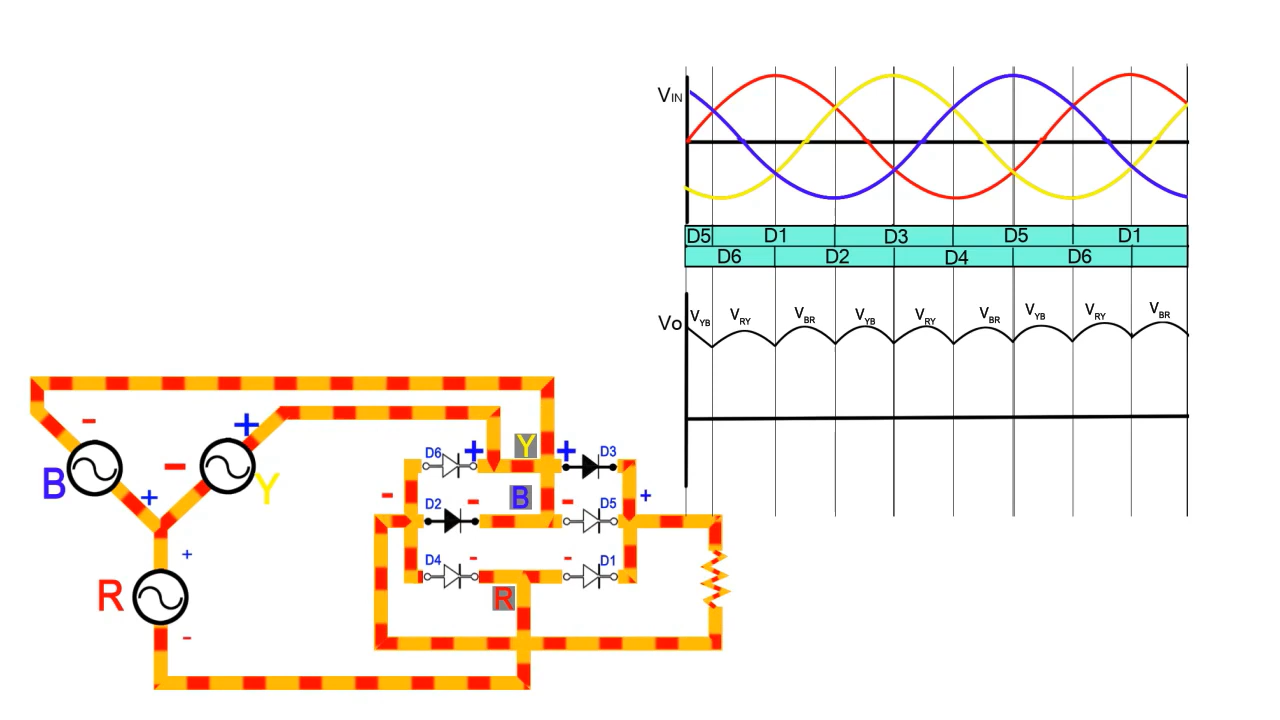 VIN
D5 D1 D3 D5 D1
D6 D2 D4 D6
Vo VYB VRY VBR VYB VRY VBR VYB VRY VBR
- + 
B - Y
+
+
R
-
D6 + Y + D3
- D2 - B - D5 +
D4 - - D1
R